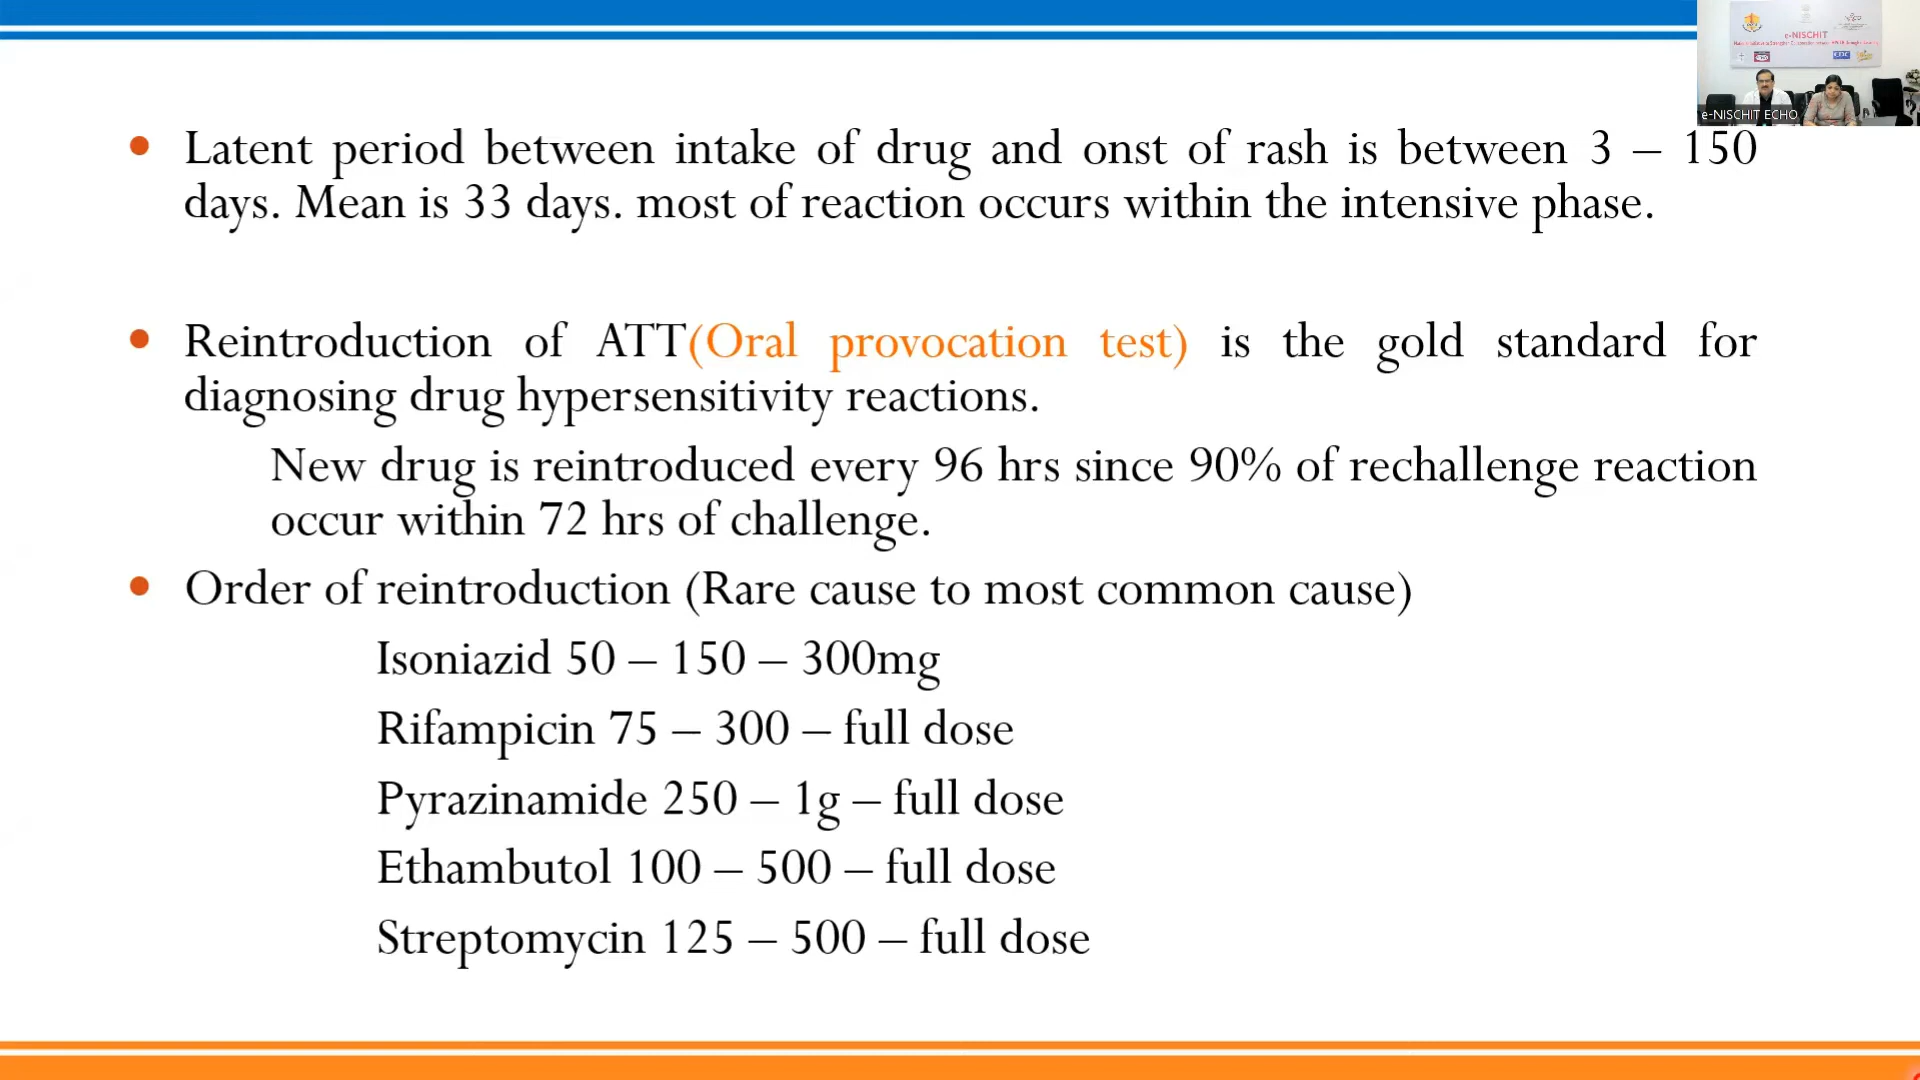 e-NISCHIT
e-NISCHIT ECHO
Latent period between intake of drug and onst of rash is between 3 – 150
days. Mean is 33 days. most of reaction occurs within the intensive phase.
Reintroduction of ATT(Oral provocation test) is the gold standard for
diagnosing drug hypersensitivity reactions.
New drug is reintroduced every 96 hrs since 90% of rechallenge reaction
occur within 72 hrs of challenge.
Order of reintroduction (Rare cause to most common cause)
Isoniazid 50 – 150 – 300mg
Rifampicin 75 – 300 – full dose
Pyrazinamide 250 – 1g – full dose
Ethambutol 100 – 500 – full dose
Streptomycin 125 – 500 – full dose